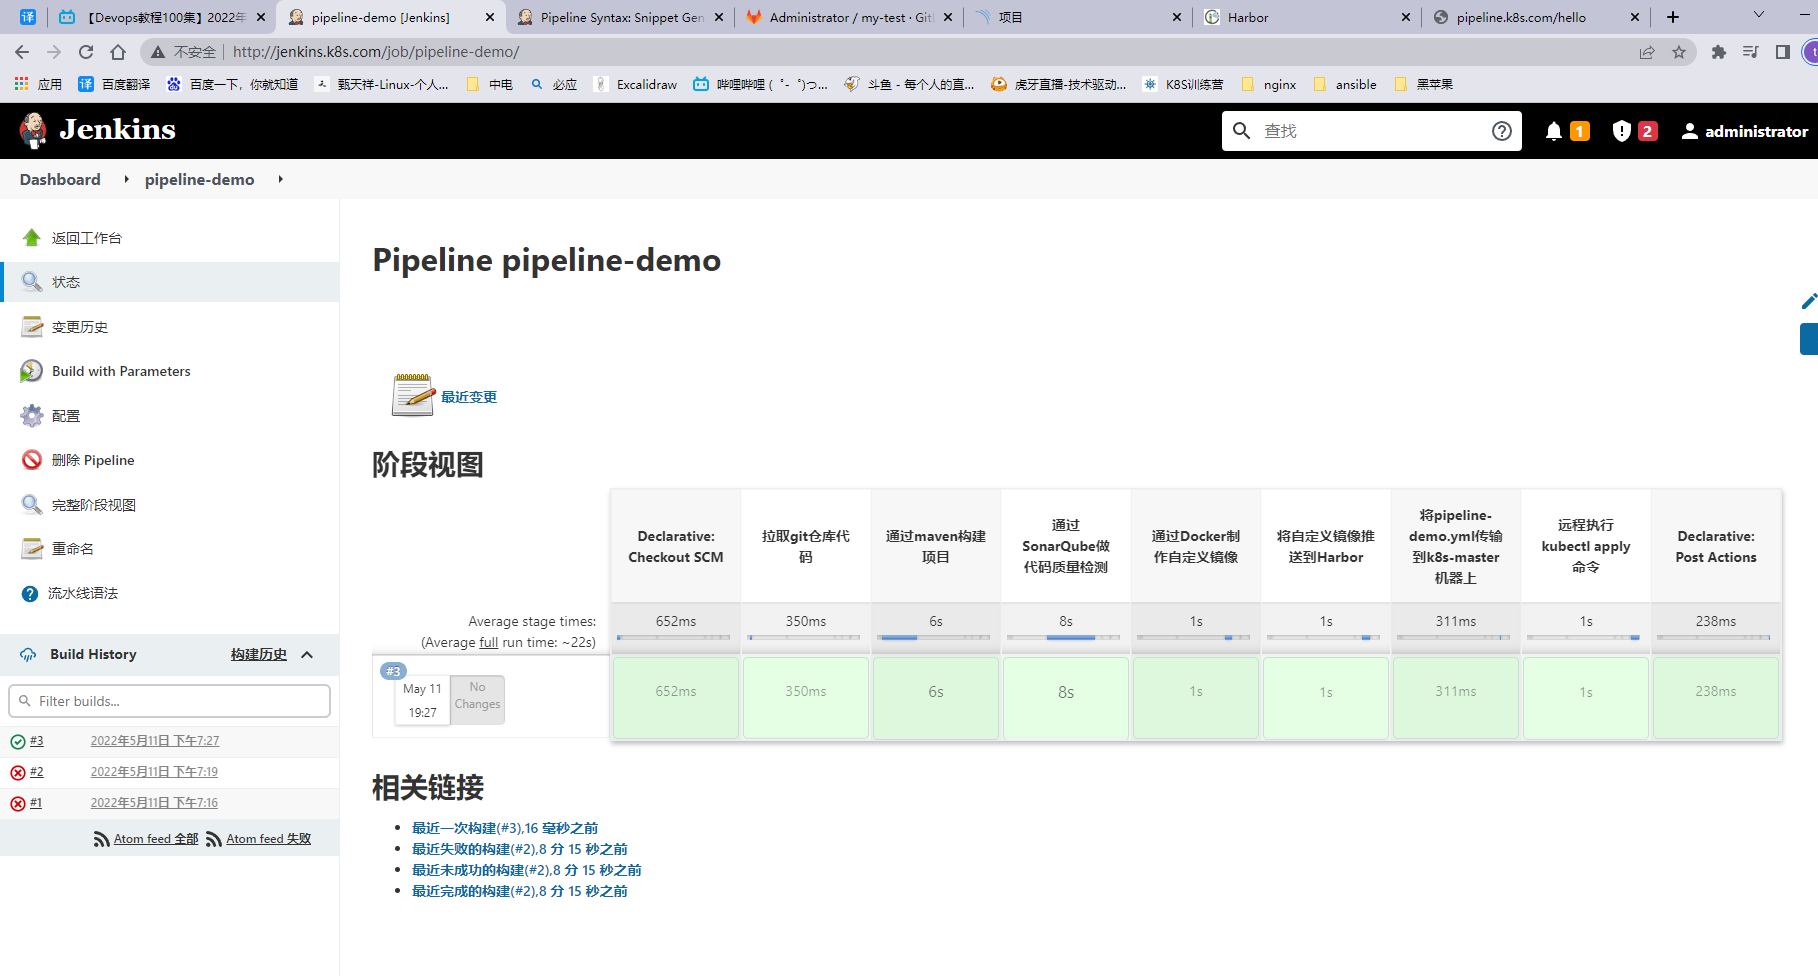 【Devops教程100集】2022年
pipeline-demo [Jenkins]
Pipeline Syntax: Snippet Gen
Administrator / my-test · Git
项目
Harbor
pipeline.k8s.com/hello
不安全
http://jenkins.k8s.com/job/pipeline-demo/
应用
译
百度翻译
百度一下，你就知道
甄天祥-Linux-个人...
中电
必应
Excalidraw
哔哩哔哩 (゜-゜)つ...
斗鱼 - 每个人的直...
虎牙直播-技术驱动...
K8S训练营
nginx
ansible
黑苹果
Jenkins
查找
1
2
administrator
Dashboard
pipeline-demo
返回工作台
状态
变更历史
Build with Parameters
配置
删除 Pipeline
完整阶段视图
重命名
流水线语法
Build History
构建历史
Filter builds...
#3
2022年5月11日 下午7:27
#2
2022年5月11日 下午7:19
#1
2022年5月11日 下午7:16
Atom feed 全部
Atom feed 失败
Pipeline pipeline-demo
最近变更
阶段视图
Declarative:
Checkout SCM
拉取git仓库代
码
通过maven构建
项目
通过
SonarQube做
代码质量检测
通过Docker制
作自定义镜像
将自定义镜像推
送到Harbor
将pipeline-
demo.yml传输
到k8s-master
机器上
远程执行
kubectl apply
命令
Declarative:
Post Actions
Average stage times:
(Average full run time: ~22s)
652ms
350ms
6s
8s
1s
1s
311ms
1s
238ms
#3
May 11
19:27
No
Changes
652ms
350ms
6s
8s
1s
1s
311ms
1s
238ms
相关链接
最近一次构建(#3),16 毫秒之前
最近失败的构建(#2),8 分 15 秒之前
最近未成功的构建(#2),8 分 15 秒之前
最近完成的构建(#2),8 分 15 秒之前